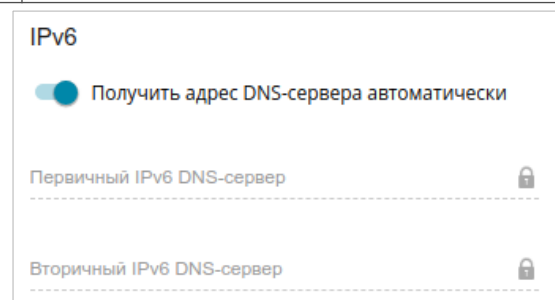 IPv6
Получить адрес DNS-сервера автоматически
Первичный IPv6 DNS-сервер
Вторичный IPv6 DNS-сервер